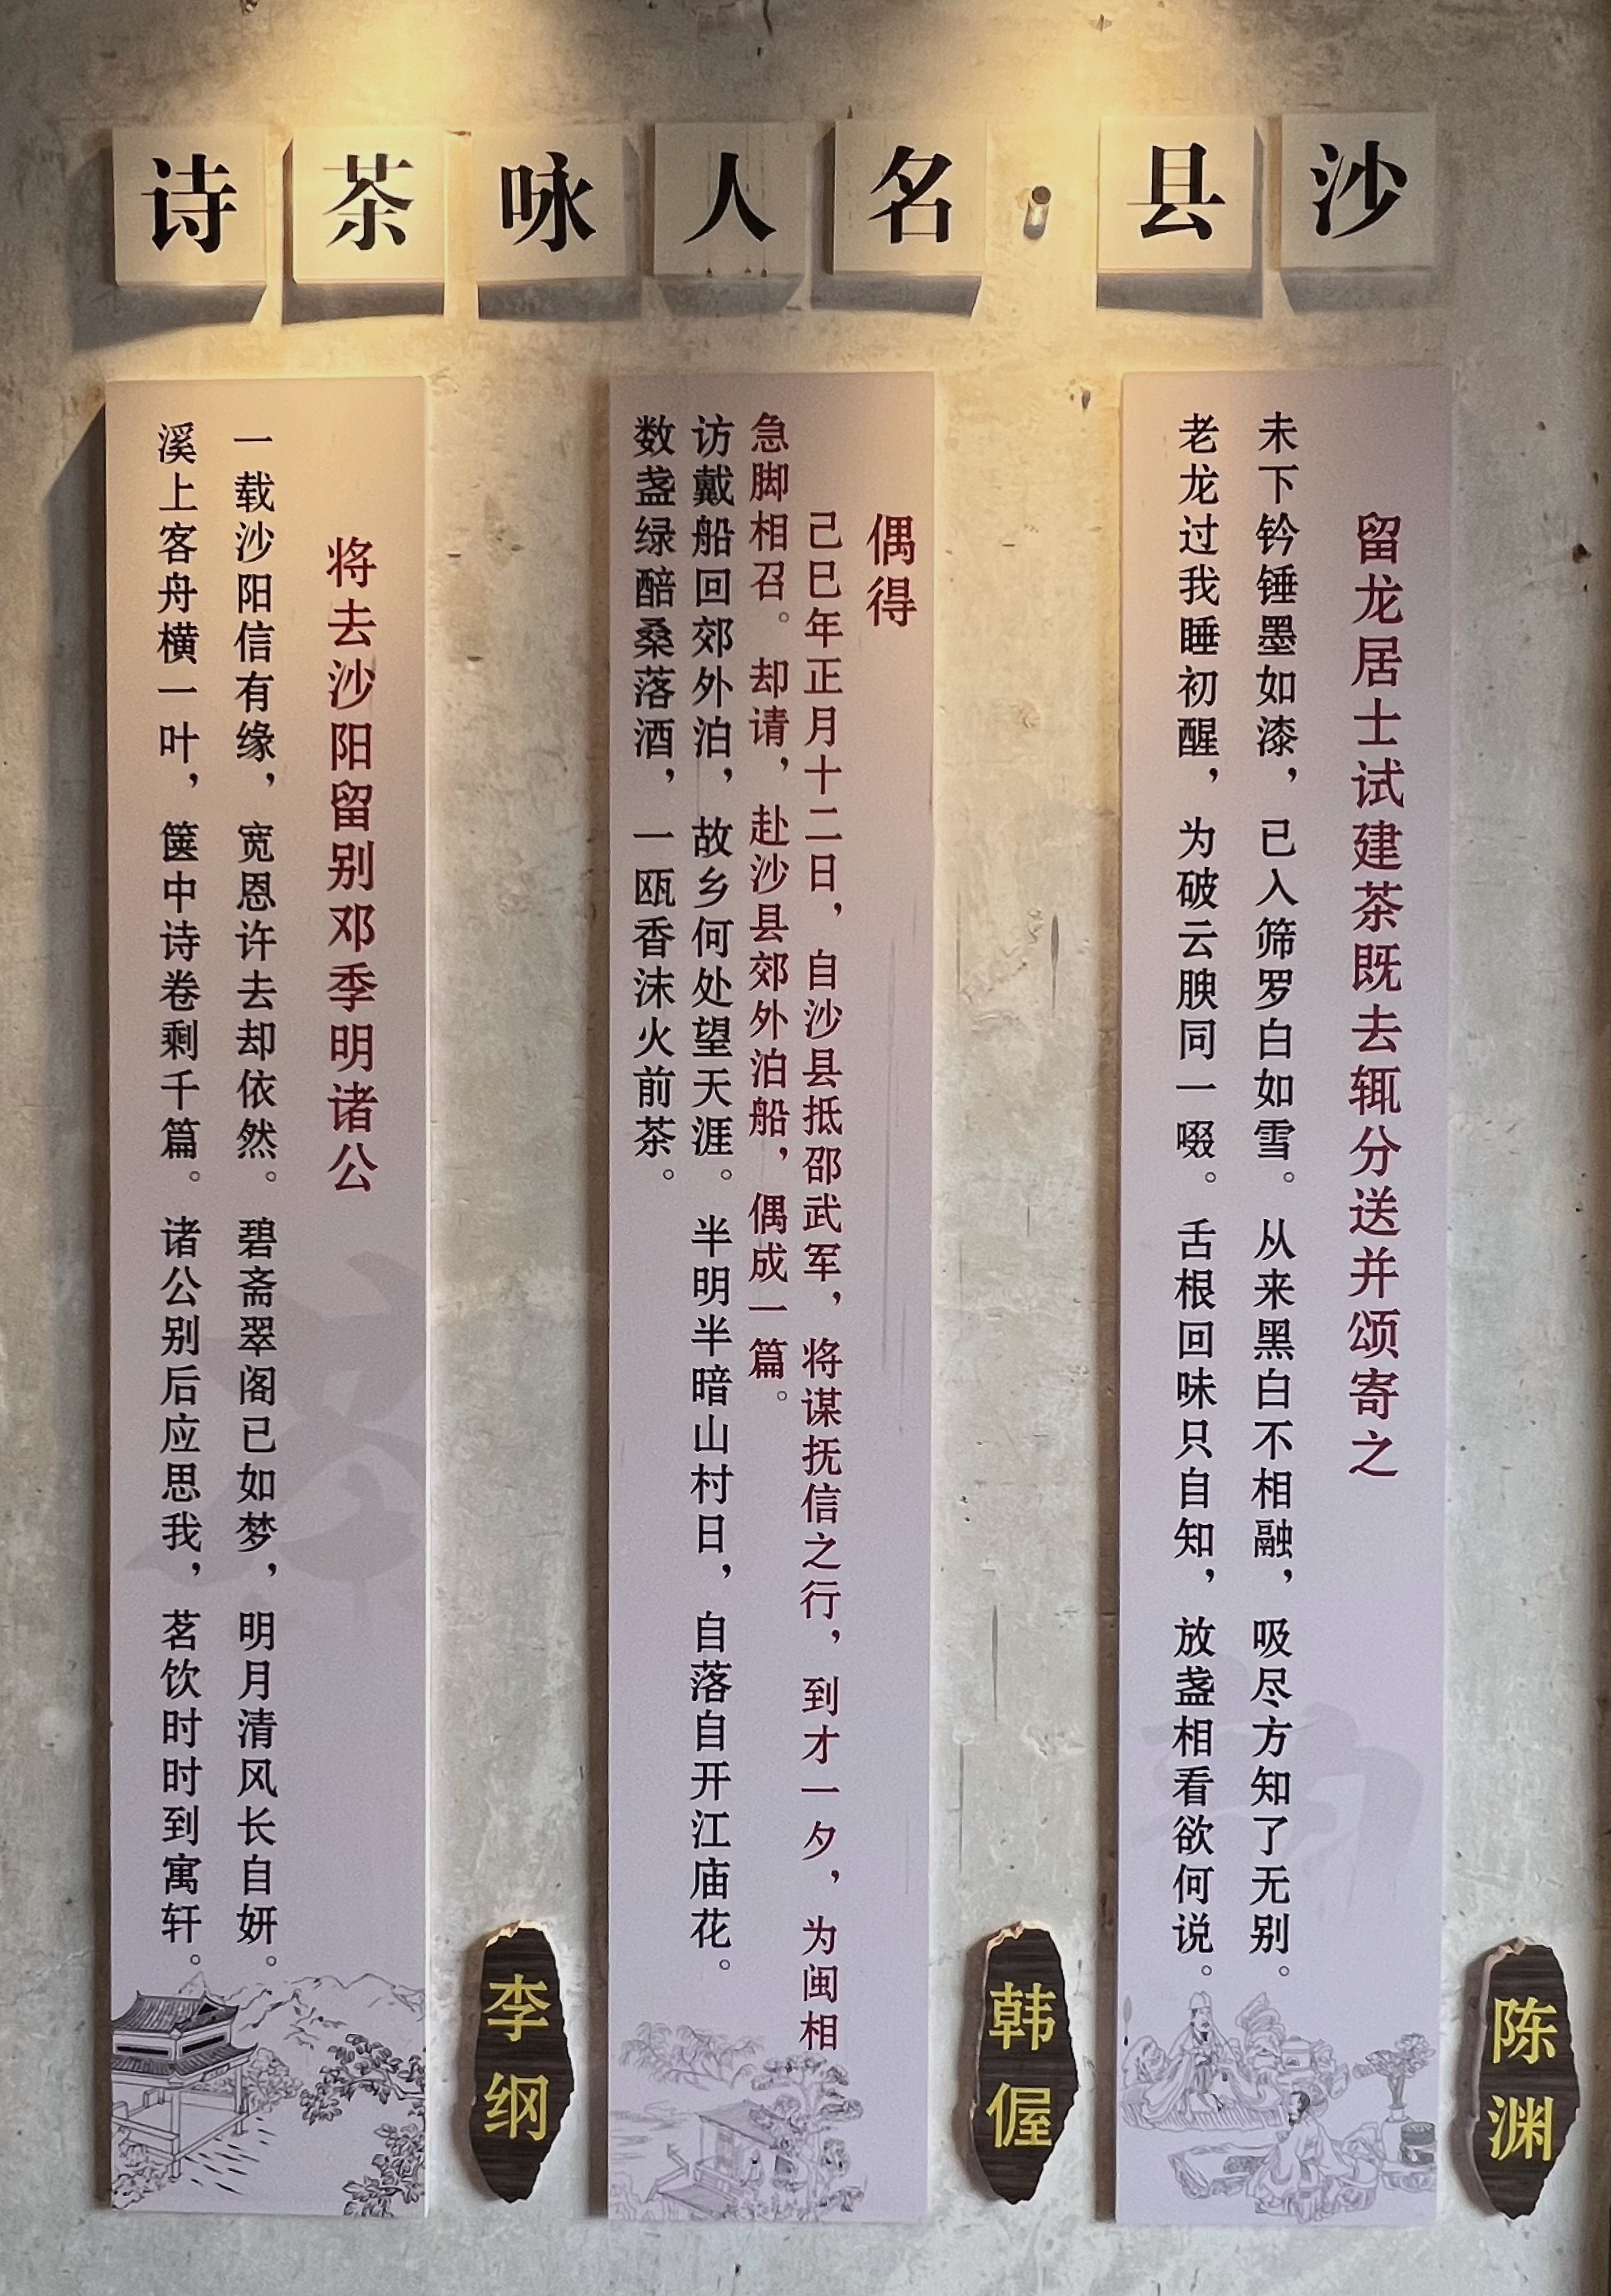 沙县·名人咏茶诗
留龙居士试建茶既去辄分送并颂寄之
未下钤锤墨如漆，已入筛罗白如雪。从来黑白不相融，吸尽方知了无别。
老龙过我睡初醒，为破云腴同一啜。舌根回味只自知，放盏相看欲何说。
陈渊
偶得
己巳年正月十二日，自沙县抵邵武军，将谋抚信之行，到才一夕，为闽相
急脚相召。却请，赴沙县郊外泊船，偶成一篇。
访戴船回郊外泊，故乡何处望天涯。半明半暗山村日，自落自开江庙花。
数盏绿醅桑落酒，一瓯香沫火前茶。
韩偓
将去沙阳留别邓季明诸公
一载沙阳信有缘，宽恩许去却依然。碧斋翠阁已如梦，明月清风长自妍。
溪上客舟横一叶，箧中诗卷剩千篇。诸公别后应思我，茗饮时时到寓轩。
李纲